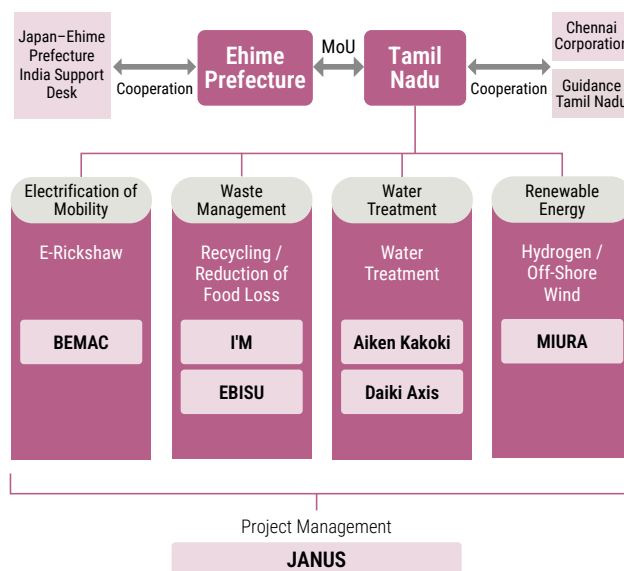 Japan–Ehime
Prefecture
India Support
Desk
Cooperation
Ehime
Prefecture
MoU
Tamil
Nadu
Cooperation
Chennai
Corporation
Guidance
Tamil Nadu
Electrification of
Mobility
E-Rickshaw
BEMAC
Waste
Management
Recycling /
Reduction of
Food Loss
I'M
EBISU
Water
Treatment
Water
Treatment
Aiken Kakoki
Daiki Axis
Renewable
Energy
Hydrogen /
Off-Shore
Wind
MIURA
Project Management
JANUS